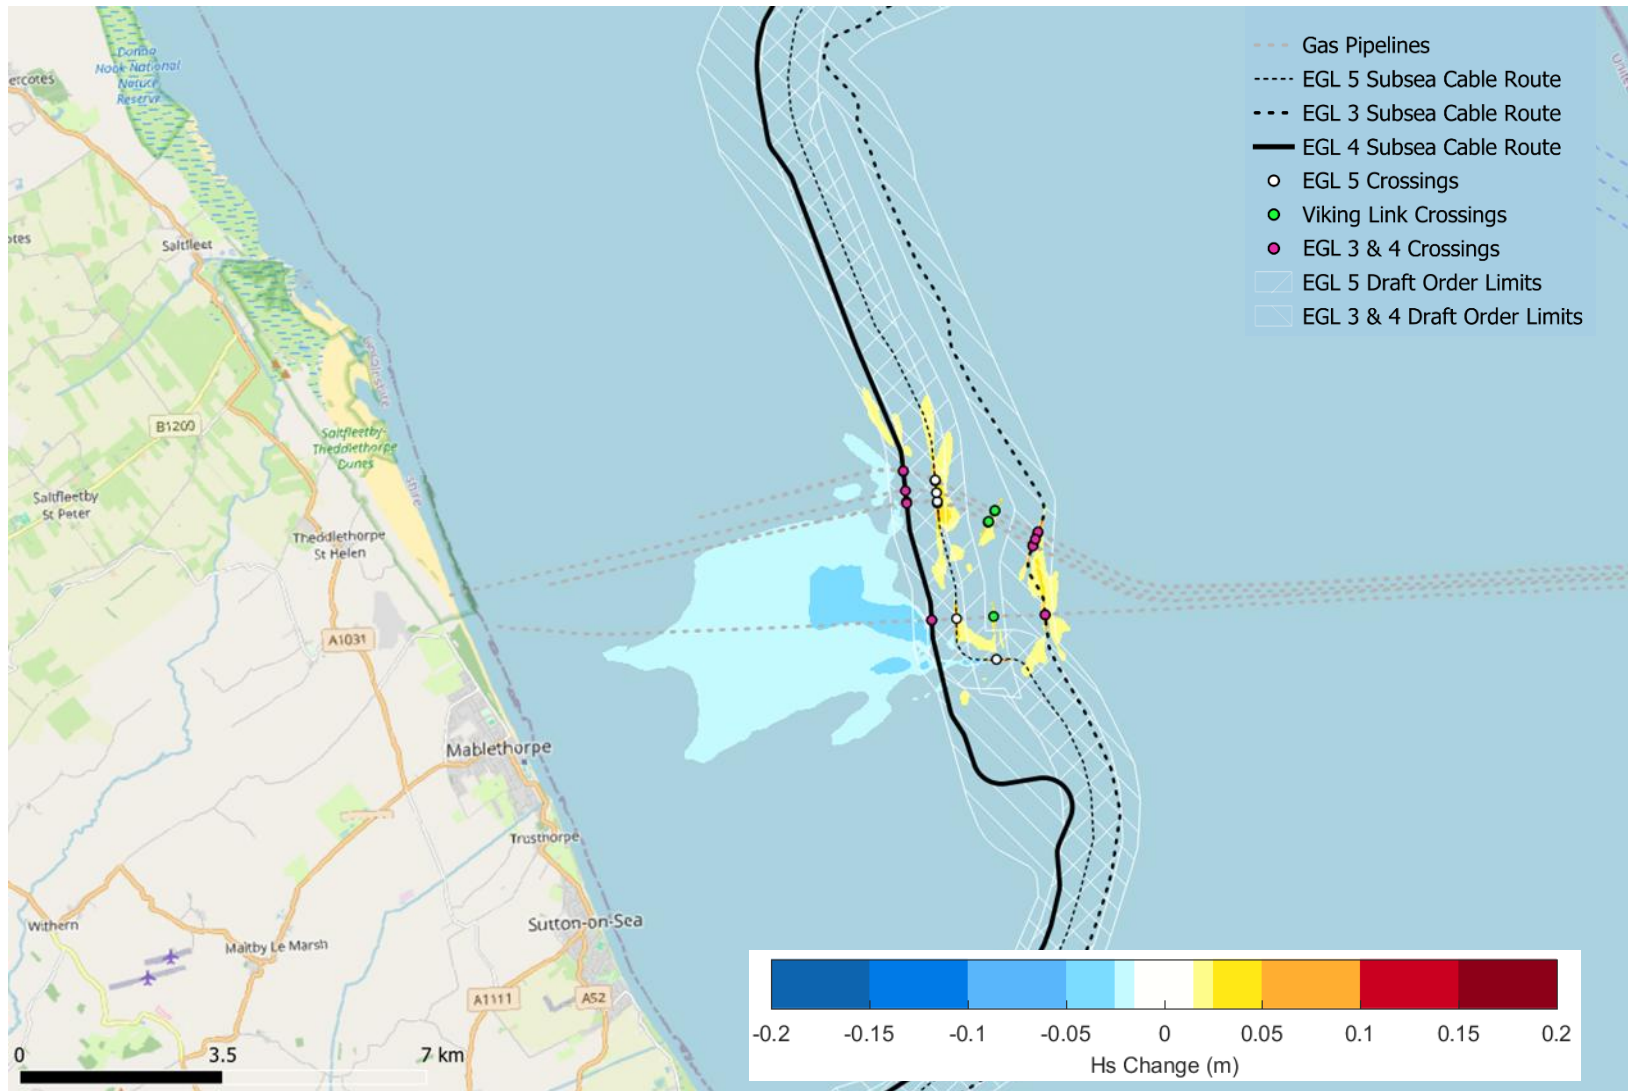 Donna
Nook National
Nature
Reserve
ercotes
otes
Saltfleet
B1200
Saltfleetby-
Theddlethorpe
Dunes
Lincolnshire
shire
Saltfleetby
St Peter
Theddlethorpe
St Helen
A1031
Mablethorpe
Trusthorpe
Sutton-on-Sea
Withern
Maltby Le Marsh
A1111
A52
0
3.5
7 km
Gas Pipelines
EGL 5 Subsea Cable Route
EGL 3 Subsea Cable Route
EGL 4 Subsea Cable Route
EGL 5 Crossings
Viking Link Crossings
EGL 3 & 4 Crossings
EGL 5 Draft Order Limits
EGL 3 & 4 Draft Order Limits
-0.2
-0.15
-0.1
-0.05
0
0.05
0.1
0.15
0.2
Hs Change (m)